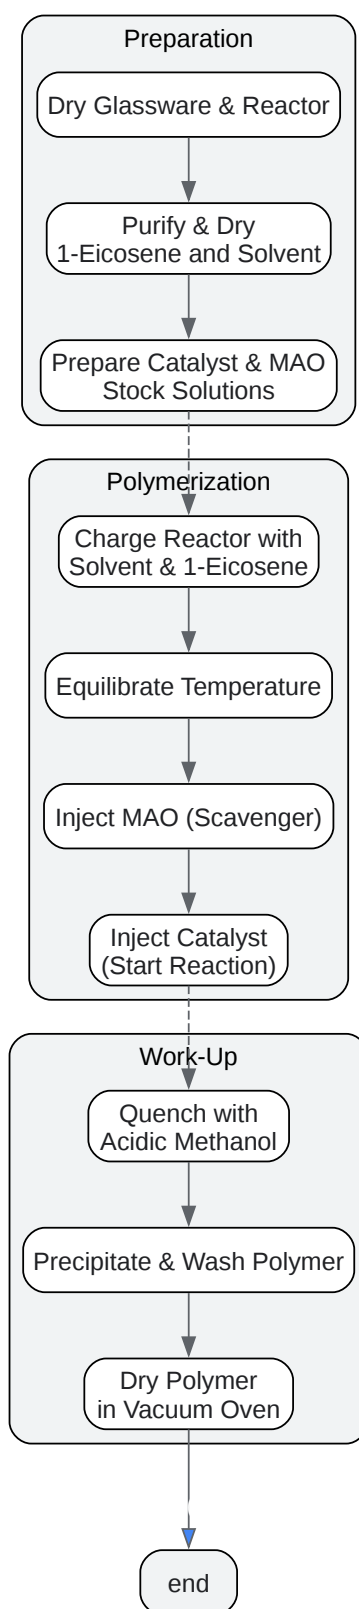 Preparation
Dry Glassware & Reactor
Purify & Dry
1-Eicosene and Solvent
Prepare Catalyst & MAO
Stock Solutions
Polymerization
Charge Reactor with
Solvent & 1-Eicosene
Equilibrate Temperature
Inject MAO (Scavenger)
Inject Catalyst
(Start Reaction)
Work-Up
Quench with
Acidic Methanol
Precipitate & Wash Polymer
Dry Polymer
in Vacuum Oven
end